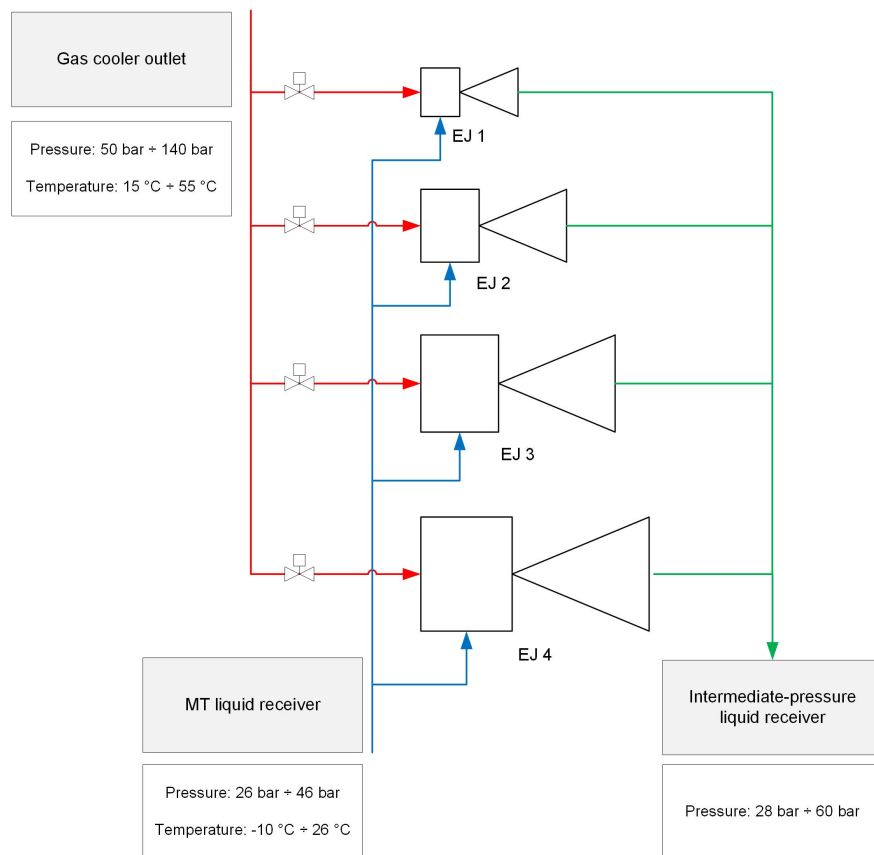 Gas cooler outlet
Pressure: 50 bar ÷ 140 bar
Temperature: 15 °C ÷ 55 °C
EJ 1
EJ 2
EJ 3
EJ 4
MT liquid receiver
Pressure: 26 bar ÷ 46 bar
Temperature: -10 °C ÷ 26 °C
Intermediate-pressure
liquid receiver
Pressure: 28 bar ÷ 60 bar